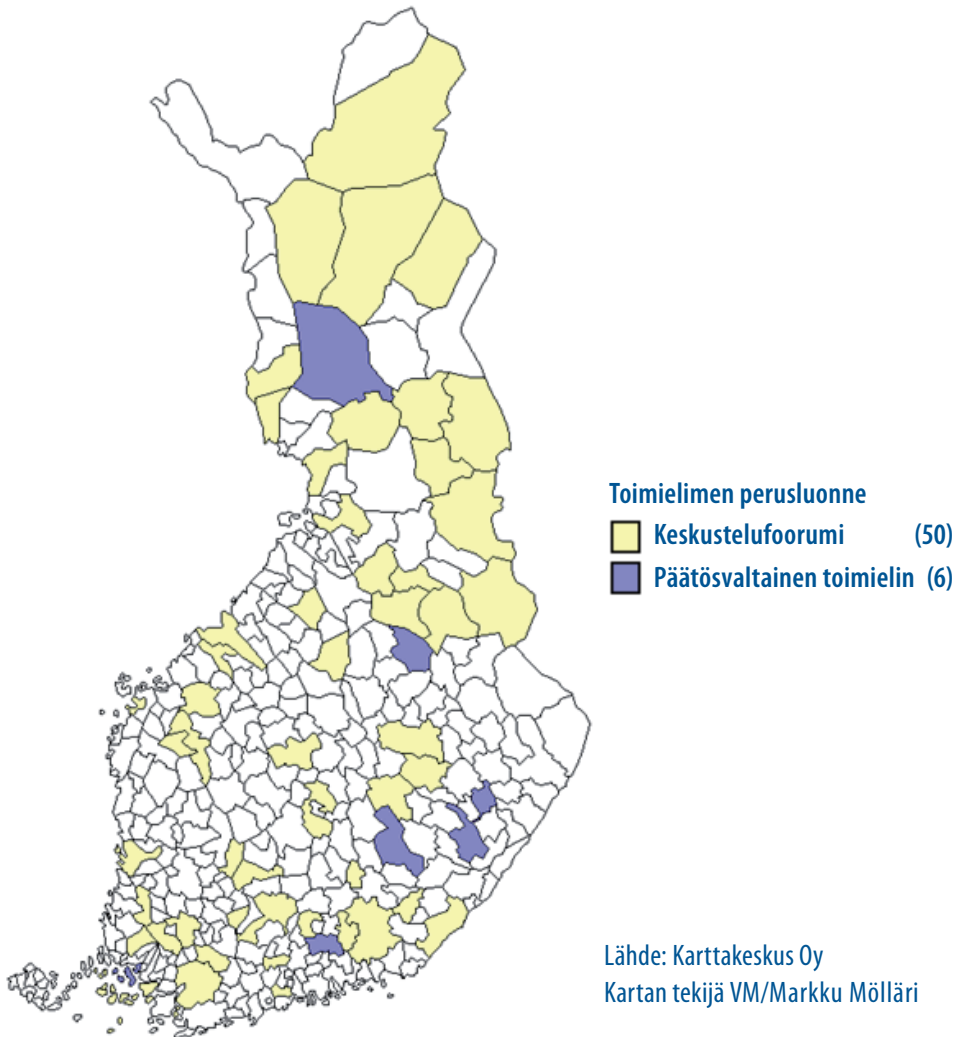 Toimielimen perusluonne
Keskustelufoorumi (50)
Päätösvaltainen toimielin (6)
Lähde: Karttakeskus Oy
Kartan tekijä VM/Markku Mölläri